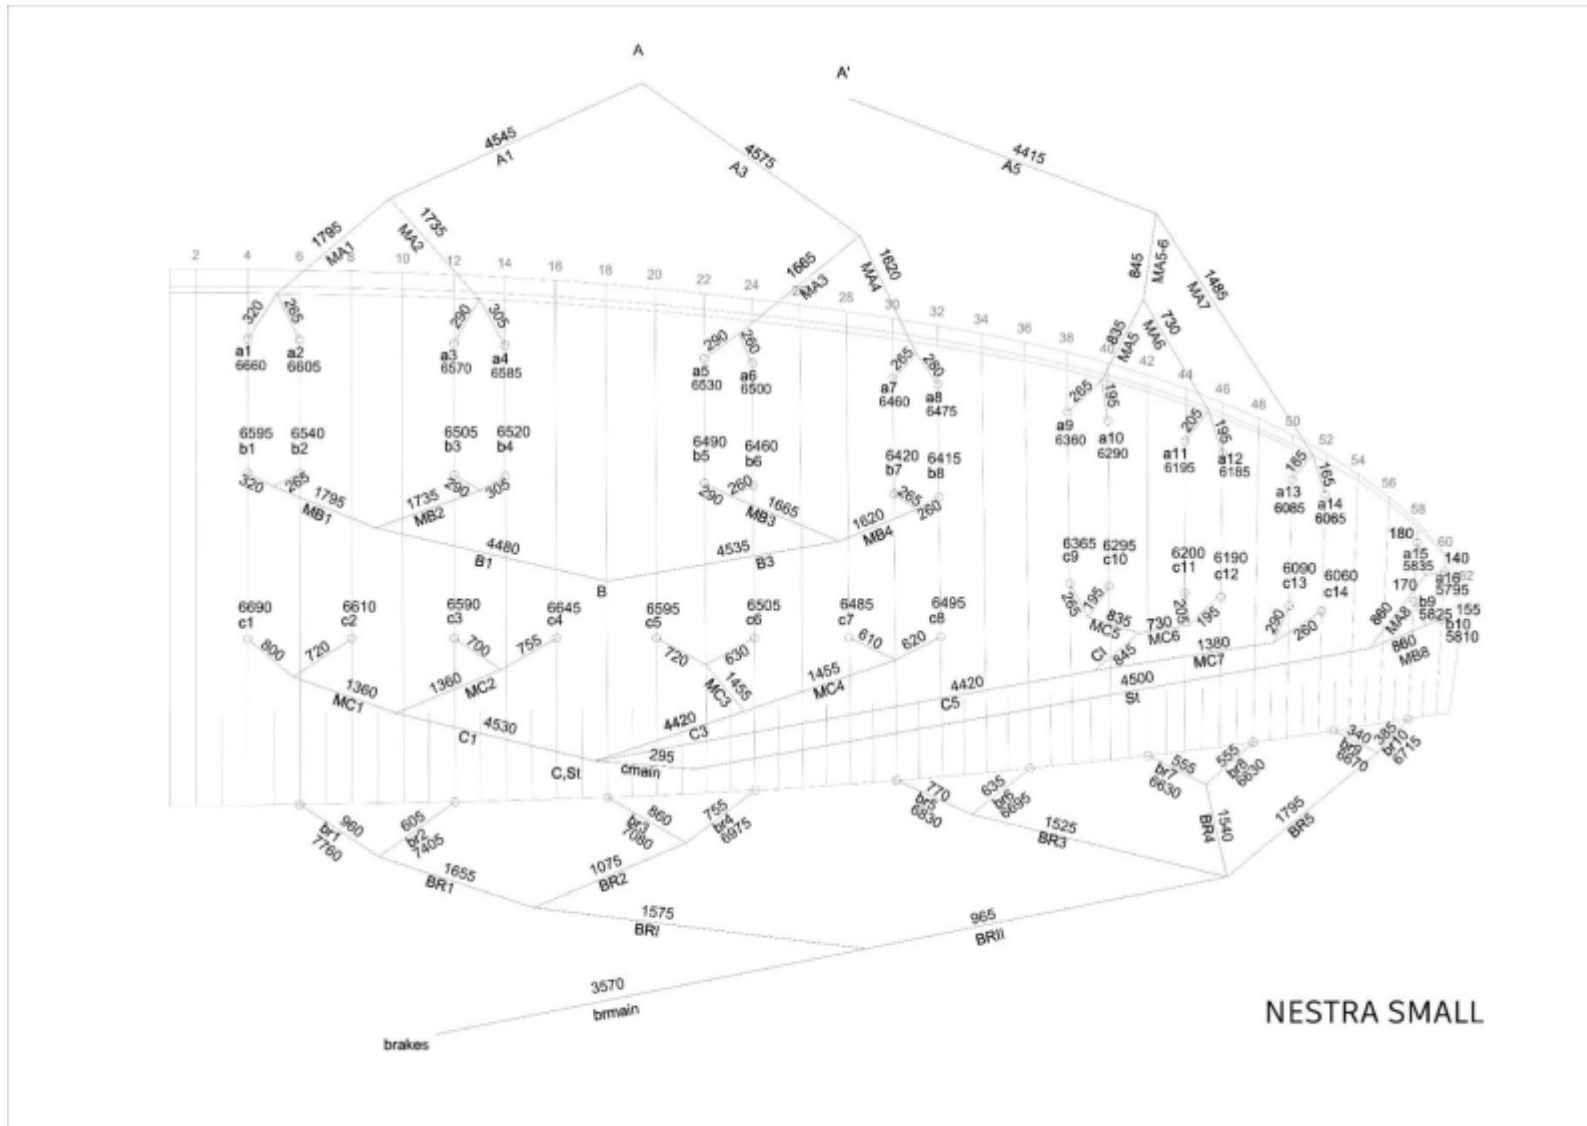 A
A'
4545
A1
4575
A3
4415
A5
1795
MA1
1735
MA2
1665
MA3
1620
MA4
845
MA5-6
1485
MA7
835
MA5
730
MA6
2
4
6
8
10
12
14
16
18
20
22
24
26
28
30
32
34
36
38
40
42
44
46
48
50
52
54
56
58
60
62
320
265
290
305
290
260
265
280
265
195
205
195
185
165
a1
6660
a2
6605
a3
6570
a4
6585
a5
6530
a6
6500
a7
6460
a8
6475
a9
6360
a10
6290
a11
6195
a12
6185
a13
6085
a14
6065
180
a15
5835
140
a16
5795
6595
b1
6540
b2
6505
b3
6520
b4
6490
b5
6460
b6
6420
b7
6415
b8
170
b9
5825
155
b10
5810
320
265
290
305
290
260
265
260
1795
MB1
1735
MB2
1665
MB3
1620
MB4
860
MA8
860
MB8
4480
B1
4535
B3
B
6690
c1
6610
c2
6590
c3
6645
c4
6595
c5
6505
c6
6485
c7
6495
c8
6365
c9
6295
c10
6200
c11
6190
c12
6090
c13
6060
c14
800
720
700
755
720
630
610
620
265
195
205
195
290
260
1360
MC1
1360
MC2
1455
MC3
1455
MC4
835
MC5
730
MC6
1380
MC7
CI
845
4530
C1
4420
C3
4420
C5
4500
St
295
cmain
C,St
960
br1
7760
605
br2
7405
860
br3
7080
755
br4
6975
770
br5
6830
635
br6
6695
555
br7
6630
555
br8
6630
340
br9
6670
385
br10
6715
1655
BR1
1075
BR2
1525
BR3
1540
BR4
1795
BR5
1575
BRI
965
BRII
3570
brmain
brakes
NESTRA SMALL